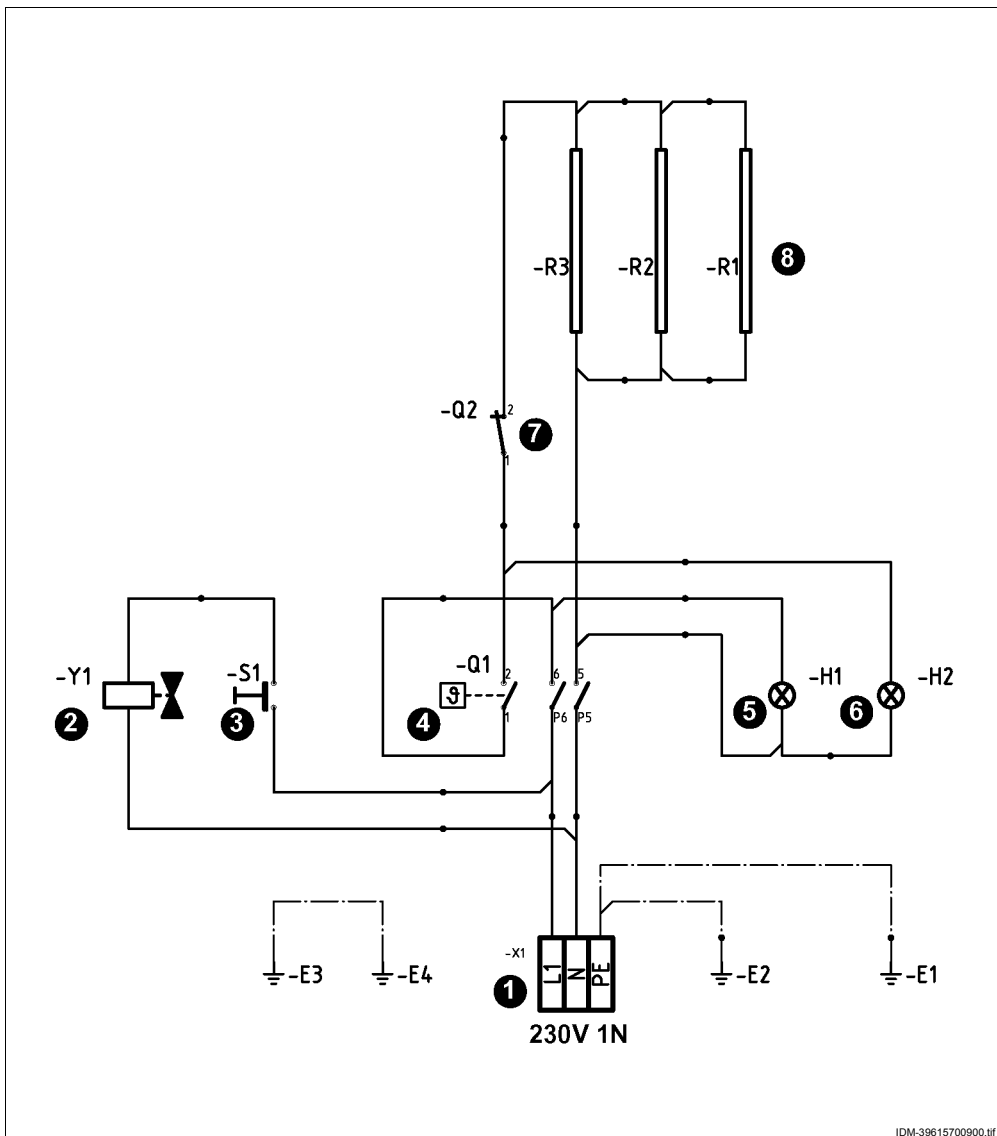 -R3
-R2
-R1
8
-Q2
2
7
1
-Y1
2
-S1
3
-Q1
ϑ
4
2
1
6
P6
5
P5
-H1
5
-H2
6
-E3
-E4
-X1
1
L1
N
PE
-E2
-E1
230V 1N
IDM-39615700900.tif